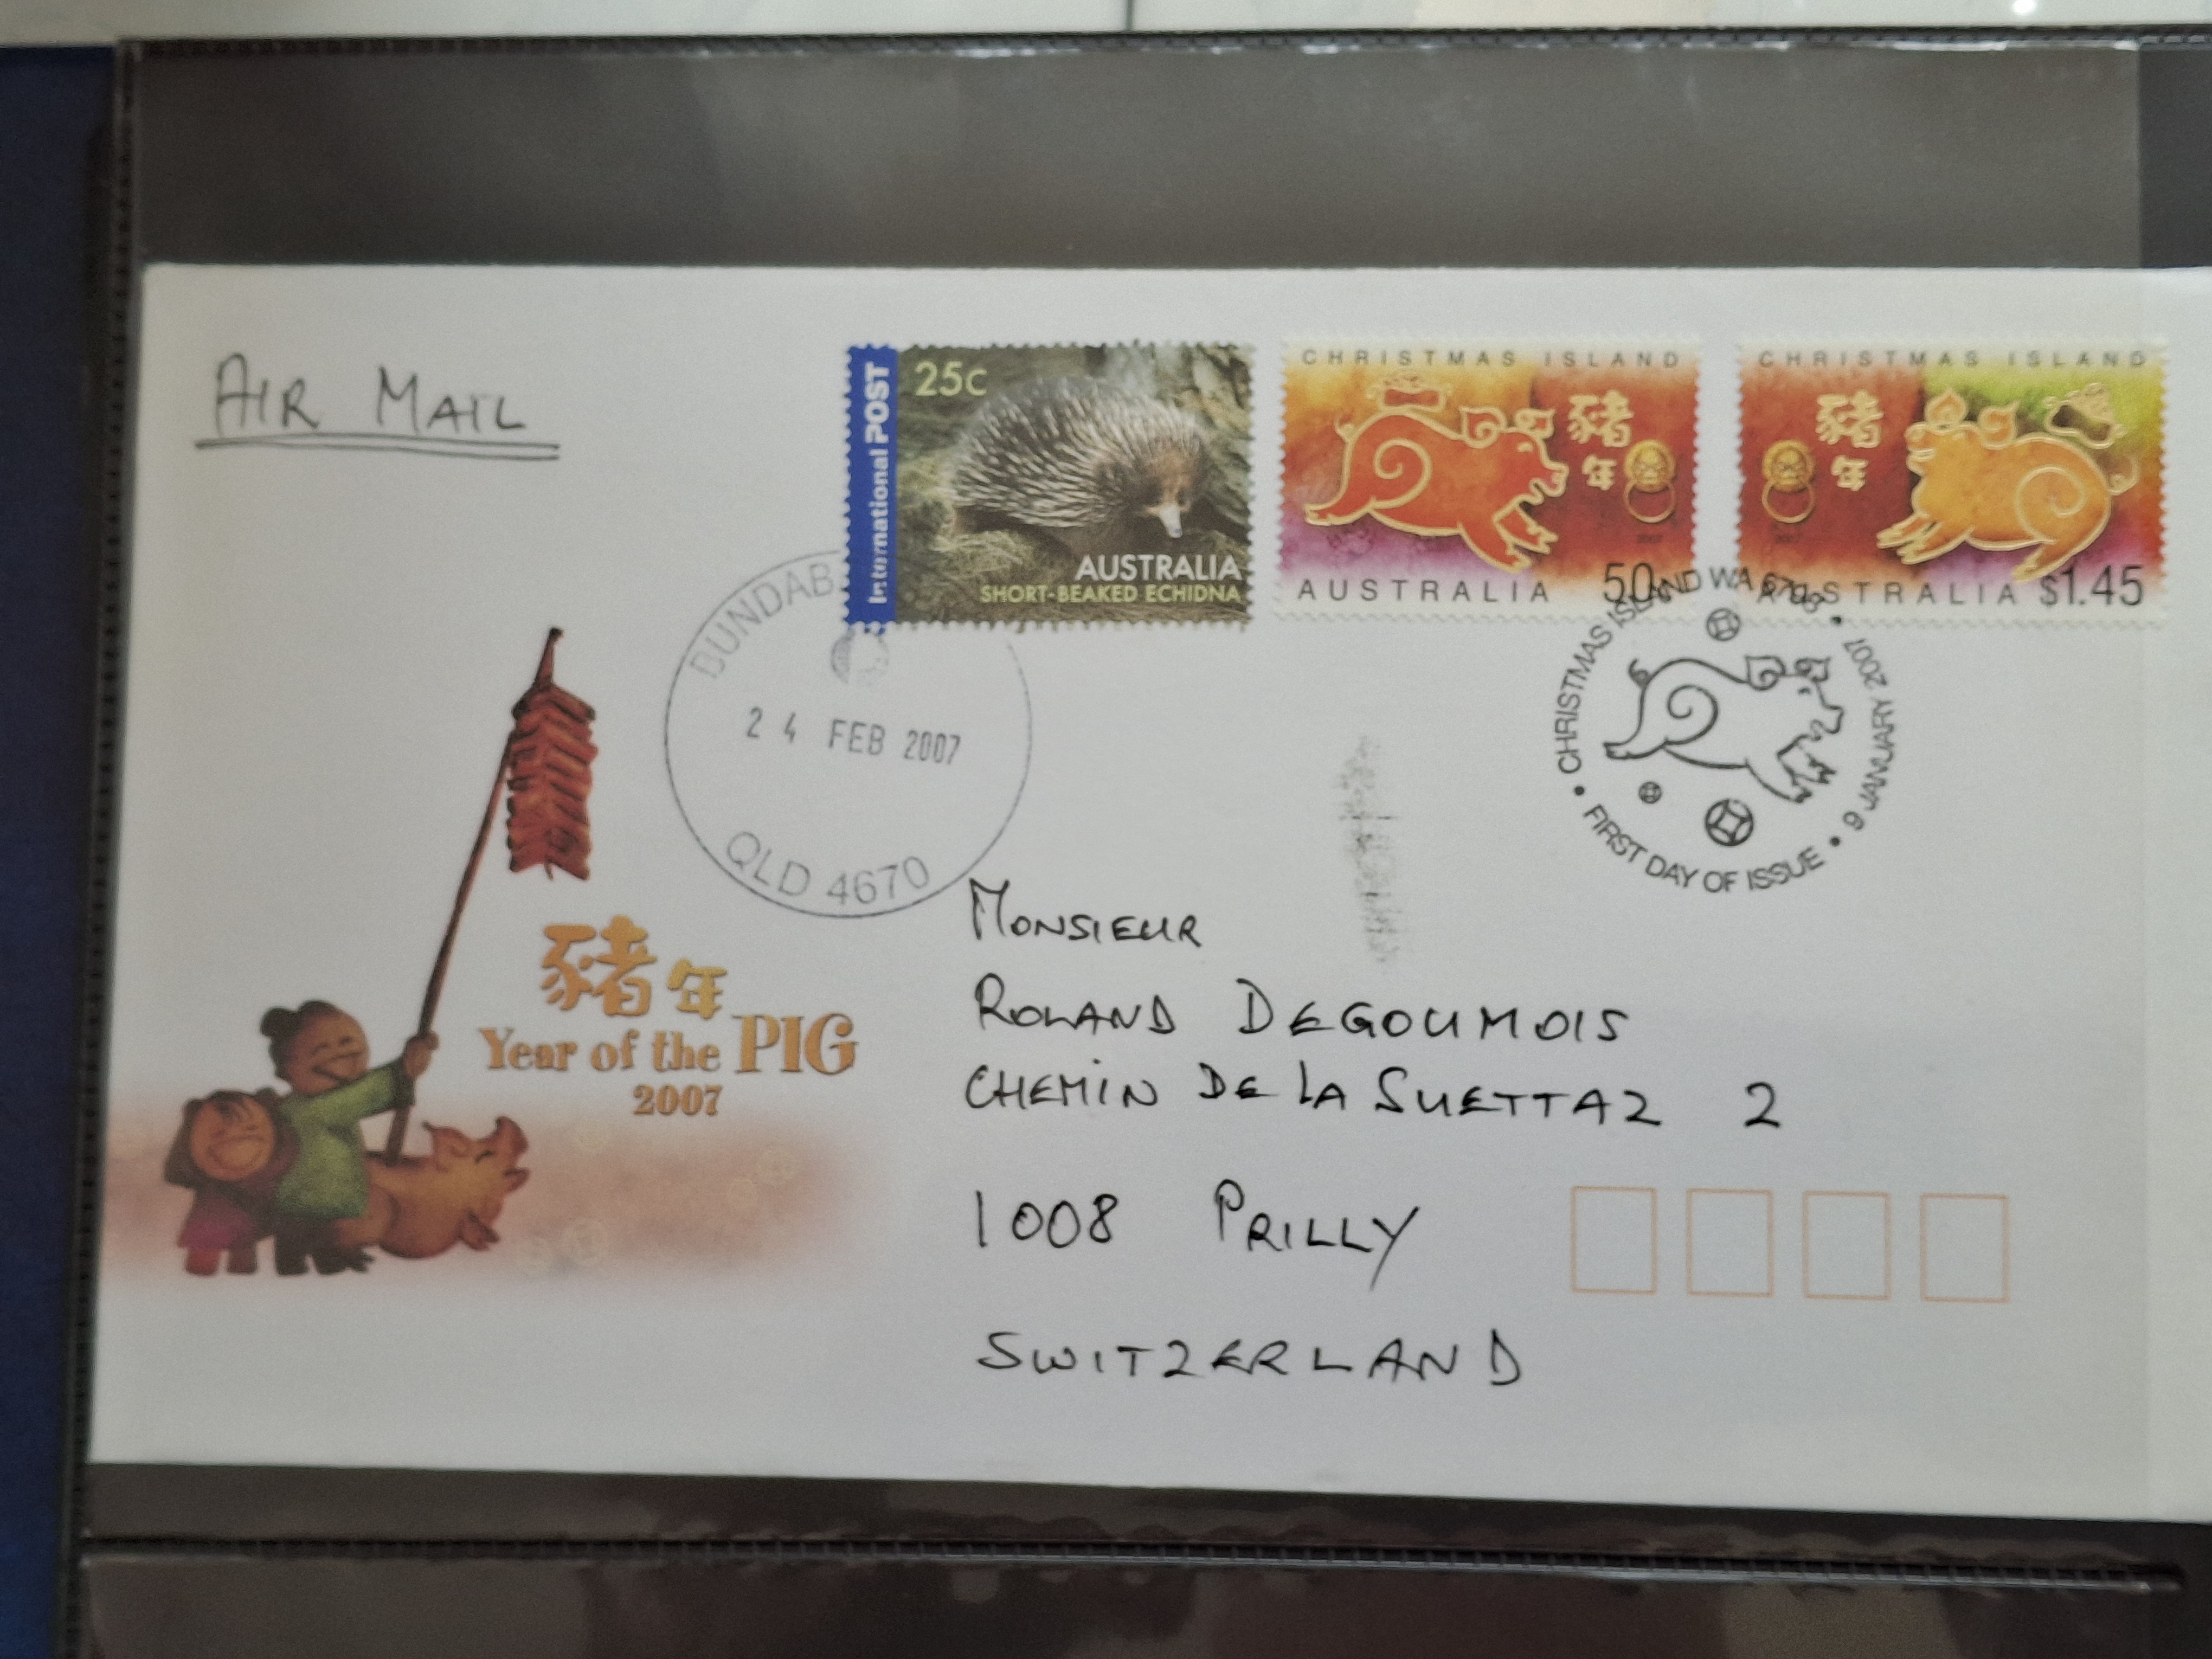 AIR MAIL
International POST
25c
AUSTRALIA
SHORT-BEAKED ECHIDNA
CHRISTMAS ISLAND
豬
年
2007
AUSTRALIA 50c
CHRISTMAS ISLAND
豬
年
2007
AUSTRALIA $1.45
24 FEB 2007
QLD 4670
• CHRISTMAS ISLAND WA 6798 • 9 JANUARY 2007 • FIRST DAY OF ISSUE
豬年
Year of the PIG
2007
MONSIEUR
ROLAND DEGOUMOIS
CHEMIN DE LA SUETTAZ 2
1008 PRILLY
SWITZERLAND